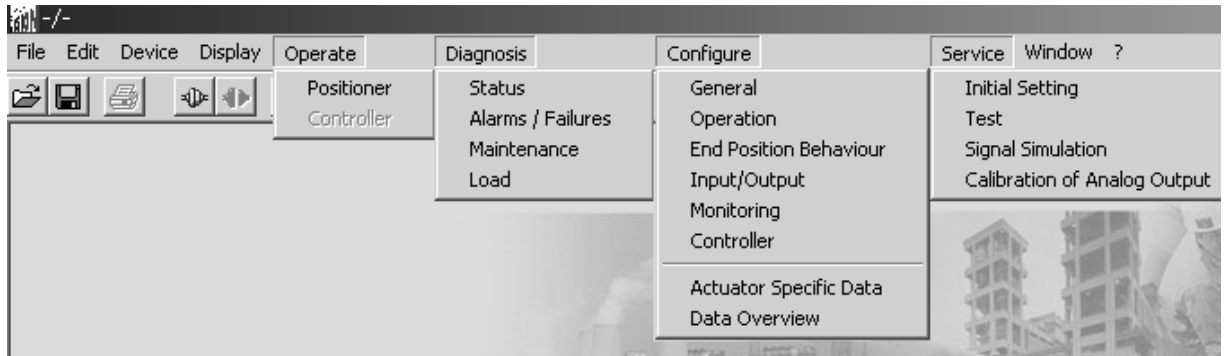 -/-
File Edit Device Display Operate Diagnosis Configure Service Window ?
Positioner
Controller
Status
Alarms / Failures
Maintenance
Load
General
Operation
End Position Behaviour
Input/Output
Monitoring
Controller
Actuator Specific Data
Data Overview
Initial Setting
Test
Signal Simulation
Calibration of Analog Output